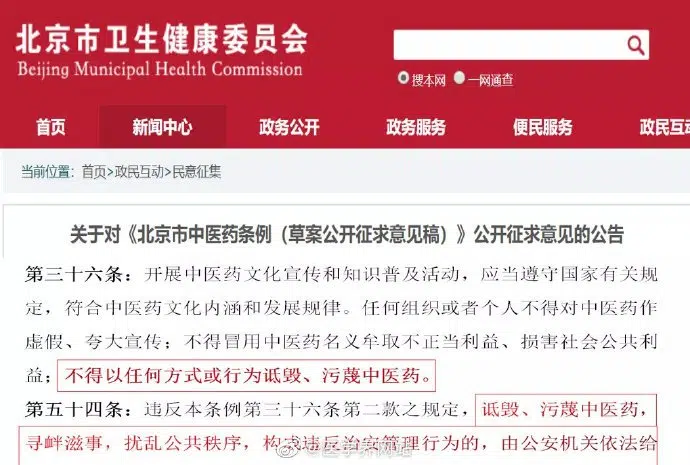 北京市卫生健康委员会
Beijing Municipal Health Commission
搜本网 一网通查
首页 新闻中心 政务公开 政务服务 便民服务 政民互动
当前位置：首页>政民互动>民意征集
关于对《北京市中医药条例（草案公开征求意见稿）》公开征求意见的公告
第三十六条：开展中医药文化宣传和知识普及活动，应当遵守国家有关规
定，符合中医药文化内涵和发展规律。任何组织或者个人不得对中医药作
虚假、夸大宣传；不得冒用中医药名义牟取不正当利益、损害社会公共利
益；不得以任何方式或行为诋毁、污蔑中医药。
第五十四条：违反本条例第三十六条第二款之规定，诋毁、污蔑中医药，
寻衅滋事，扰乱公共秩序，构成违反治安管理行为的，由公安机关依法给
@医学界网站